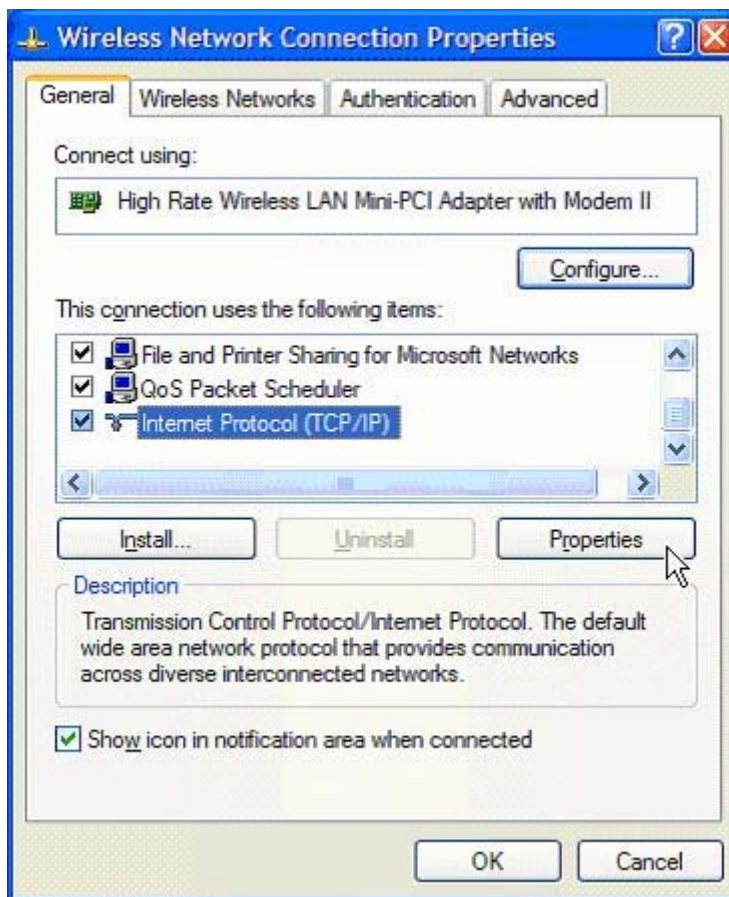 Wireless Network Connection Properties
General Wireless Networks Authentication Advanced
Connect using:
High Rate Wireless LAN Mini-PCI Adapter with Modem II
Configure...
This connection uses the following items:
File and Printer Sharing for Microsoft Networks
QoS Packet Scheduler
Internet Protocol (TCP/IP)
Install... Uninstall Properties
Description
Transmission Control Protocol/Internet Protocol. The default
wide area network protocol that provides communication
across diverse interconnected networks.
Show icon in notification area when connected
OK Cancel